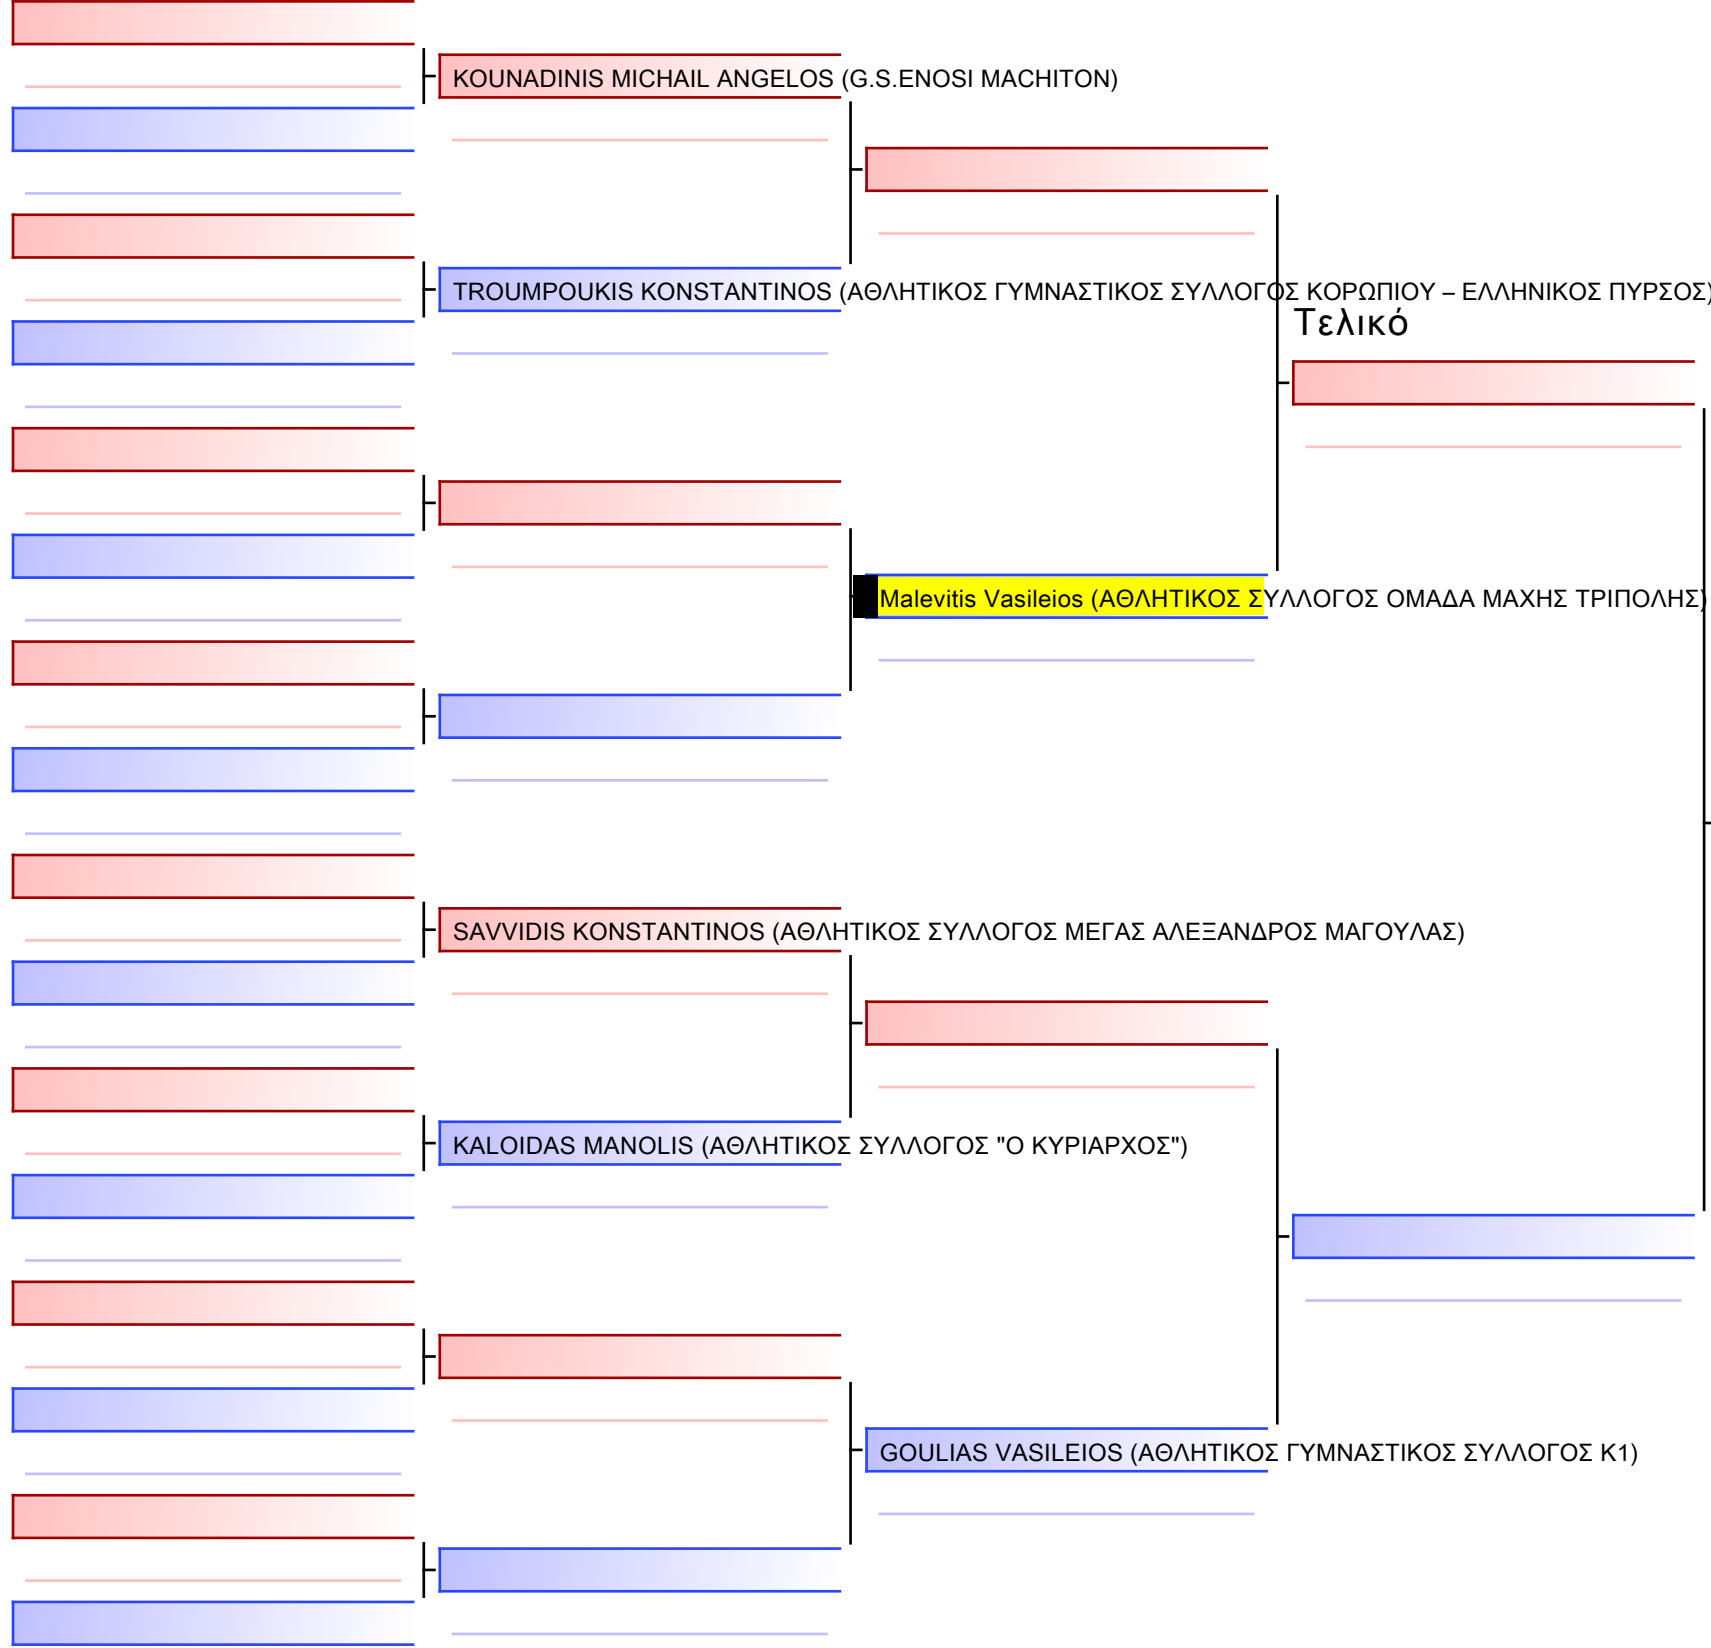 KOUNADINIS MICHAIL ANGELOS (G.S.ENOSI MACHITON)
TROUMPOUKIS KONSTANTINOS (ΑΘΛΗΤΙΚΟΣ ΓΥΜΝΑΣΤΙΚΟΣ ΣΥΛΛΟΓΟΣ ΚΟΡΩΠΙΟΥ – ΕΛΛΗΝΙΚΟΣ ΠΥΡΣΟΣ)
Τελικό
Malevitis Vasileios (ΑΘΛΗΤΙΚΟΣ ΣΥΛΛΟΓΟΣ ΟΜΑΔΑ ΜΑΧΗΣ ΤΡΙΠΟΛΗΣ)
SAVVIDIS KONSTANTINOS (ΑΘΛΗΤΙΚΟΣ ΣΥΛΛΟΓΟΣ ΜΕΓΑΣ ΑΛΕΞΑΝΔΡΟΣ ΜΑΓΟΥΛΑΣ)
KALOIDAS MANOLIS (ΑΘΛΗΤΙΚΟΣ ΣΥΛΛΟΓΟΣ "Ο ΚΥΡΙΑΡΧΟΣ")
GOULIAS VASILEIOS (ΑΘΛΗΤΙΚΟΣ ΓΥΜΝΑΣΤΙΚΟΣ ΣΥΛΛΟΓΟΣ Κ1)